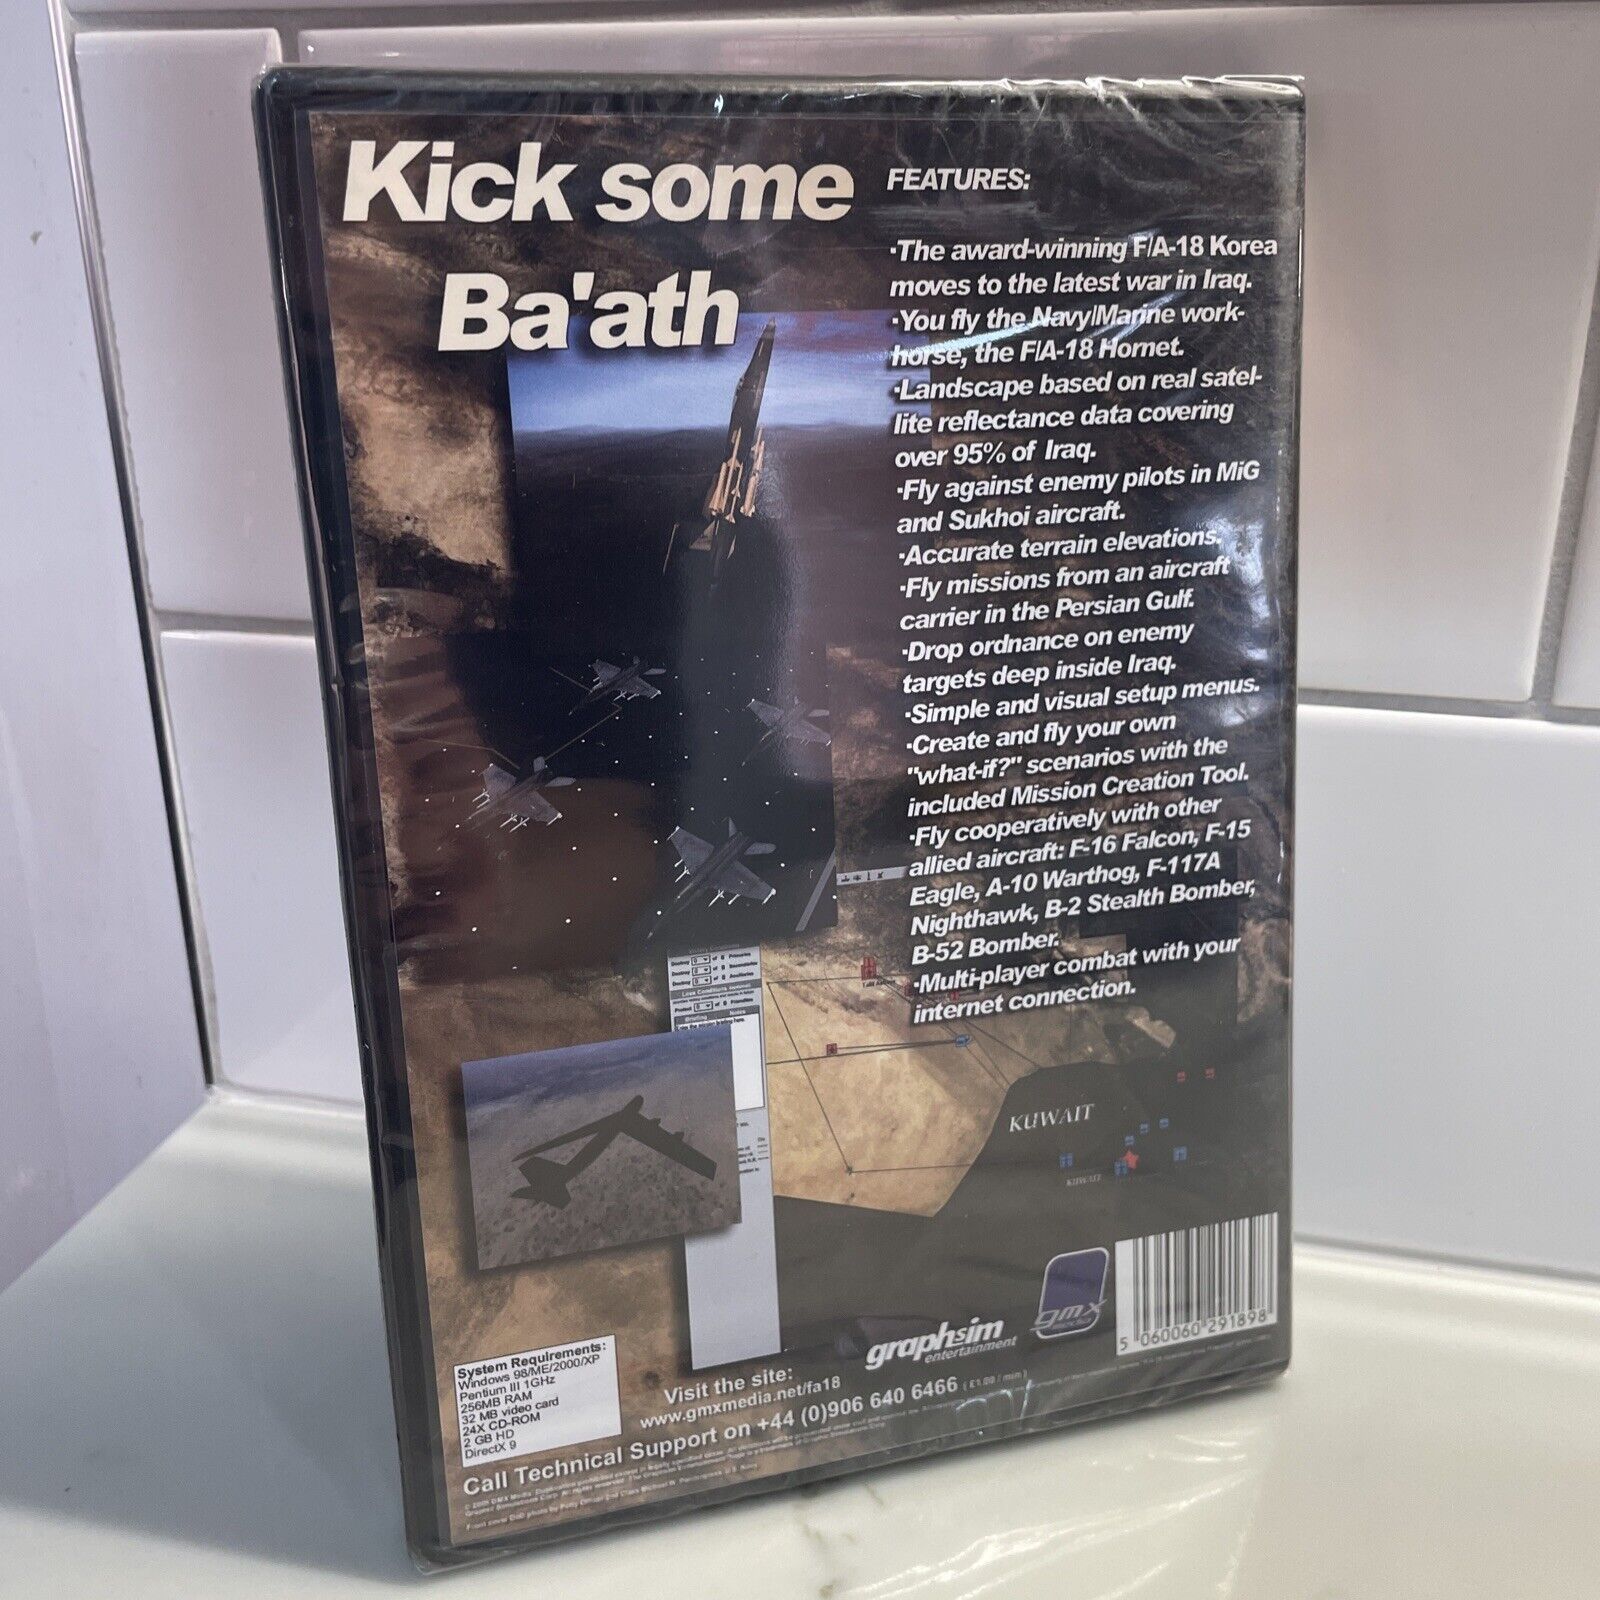 Kick some
Ba'ath
FEATURES:
·The award-winning F/A-18 Korea
moves to the latest war in Iraq.
·You fly the Navy/Marine work-
horse, the F/A-18 Hornet.
·Landscape based on real satel-
lite reflectance data covering
over 95% of Iraq.
·Fly against enemy pilots in MiG
and Sukhoi aircraft.
·Accurate terrain elevations.
·Fly missions from an aircraft
carrier in the Persian Gulf.
·Drop ordnance on enemy
targets deep inside Iraq.
·Simple and visual setup menus.
·Create and fly your own
"what-if?" scenarios with the
included Mission Creation Tool.
·Fly cooperatively with other
allied aircraft: F-16 Falcon, F-15
Eagle, A-10 Warthog, F-117A
Nighthawk, B-2 Stealth Bomber,
B-52 Bomber.
·Multi-player combat with your
internet connection.
Briefing Notes
KUWAIT
KUWAIT
System Requirements:
Windows 98/ME/2000/XP
Pentium III 1GHz
256MB RAM
32 MB video card
24X CD-ROM
2 GB HD
DirectX 9
Visit the site:
www.gmxmedia.net/fa18
Call Technical Support on +44 (0)906 640 6466 (£1.00 / min)
graphsim
entertainment
gmx
media
5 060060 291898